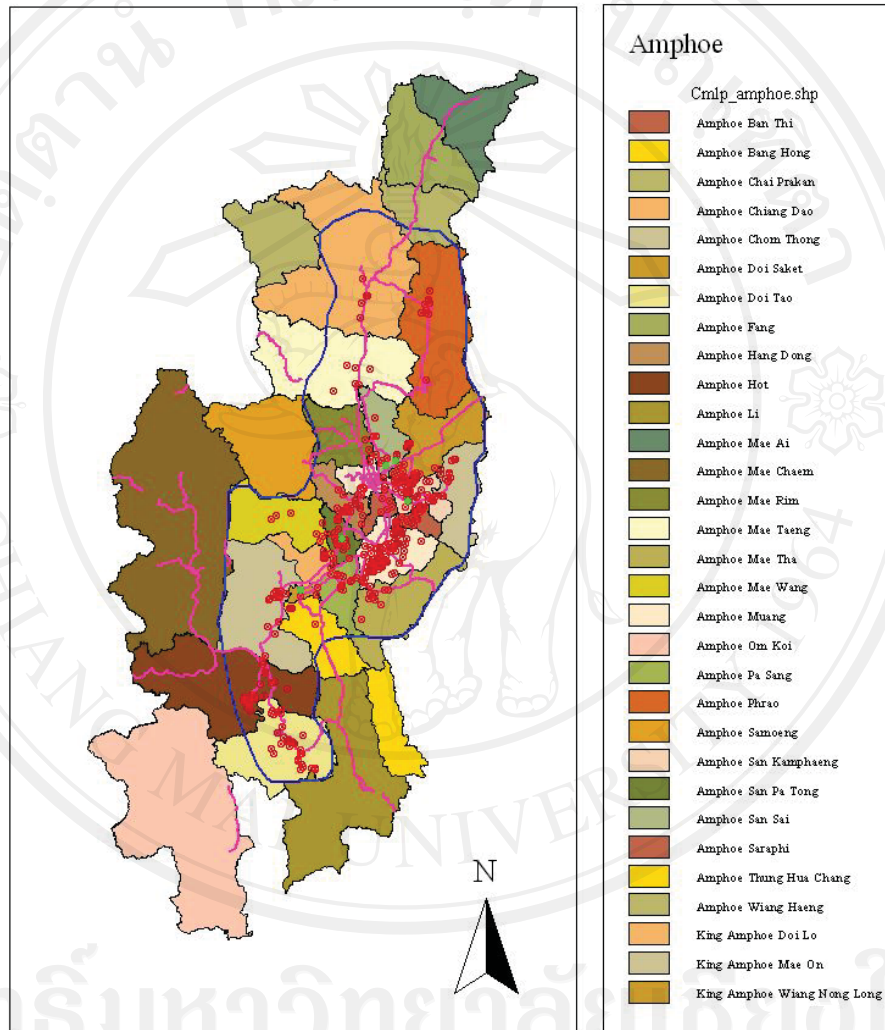 Amphoe
Cmlp_amphoe.shp
Amphoe Ban Thi
Amphoe Bang Hong
Amphoe Chai Prakan
Amphoe Chiang Dao
Amphoe Chom Thong
Amphoe Doi Saket
Amphoe Doi Tao
Amphoe Fang
Amphoe Hang Dong
Amphoe Hot
Amphoe Li
Amphoe Mae Ai
Amphoe Mae Chaem
Amphoe Mae Rim
Amphoe Mae Taeng
Amphoe Mae Tha
Amphoe Mae Wang
Amphoe Muang
Amphoe Om Koi
Amphoe Pa Sang
Amphoe Phrao
Amphoe Samoeng
Amphoe San Kamphaeng
Amphoe San Pa Tong
Amphoe San Sai
Amphoe Saraphi
Amphoe Thung Hua Chang
Amphoe Wiang Haeng
King Amphoe Doi Lo
King Amphoe Mae On
King Amphoe Wiang Nong Long
N
CHIANG MAI UNIVERSITY 1964